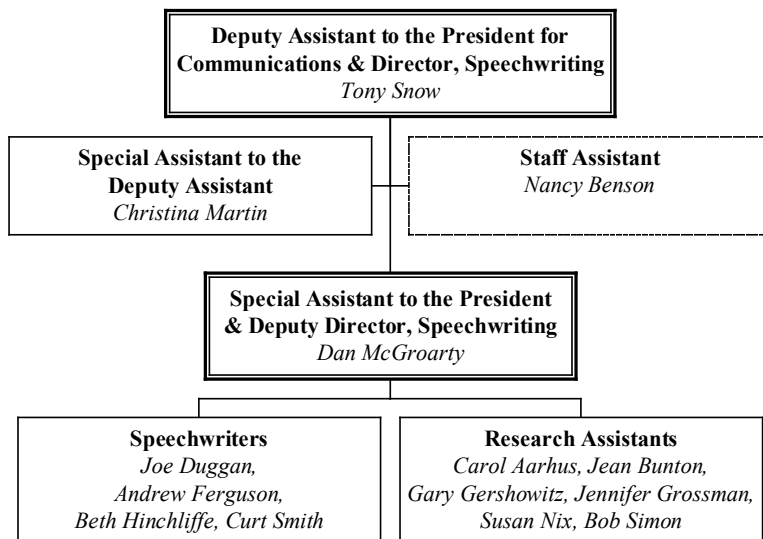 Deputy Assistant to the President for
Communications & Director, Speechwriting
Tony Snow
Special Assistant to the
Deputy Assistant
Christina Martin
Staff Assistant
Nancy Benson
Special Assistant to the President
& Deputy Director, Speechwriting
Dan McGroarty
Speechwriters
Joe Duggan,
Andrew Ferguson,
Beth Hinchliffe, Curt Smith
Research Assistants
Carol Aarhus, Jean Bunton,
Gary Gershowitz, Jennifer Grossman,
Susan Nix, Bob Simon